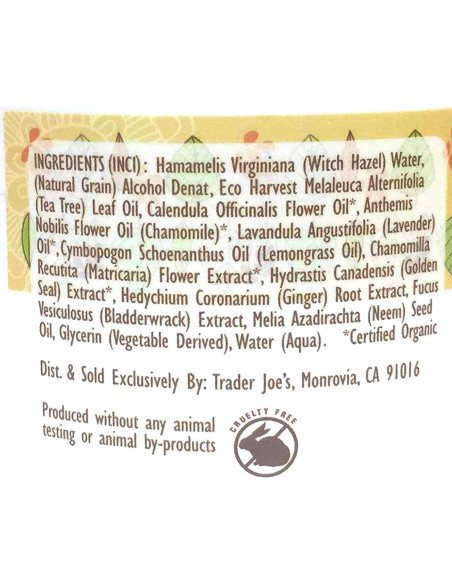 INGREDIENTS (INCI): Hamamelis Virginiana (Witch Hazel) Water,
(Natural Grain) Alcohol Denat, Eco Harvest Melaleuca Alternifolia
(Tea Tree) Leaf Oil, Calendula Officinalis Flower Oil*, Anthemis
Nobilis Flower Oil (Chamomile)*, Lavandula Angustifolia (Lavender)
Oil*, Cymbopogon Schoenanthus Oil (Lemongrass Oil), Chamomilla
Recutita (Matricaria) Flower Extract*, Hydrastis Canadensis (Golden
Seal) Extract*, Hedychium Coronarium (Ginger) Root Extract, Fucus
Vesiculosus (Bladderwrack) Extract, Melia Azadirachta (Neem) Seed
Oil, Glycerin (Vegetable Derived), Water (Aqua). *Certified Organic
Dist. & Sold Exclusively By: Trader Joe's, Monrovia, CA 91016
Produced without any animal
testing or animal by-products
CRUELTY FREE